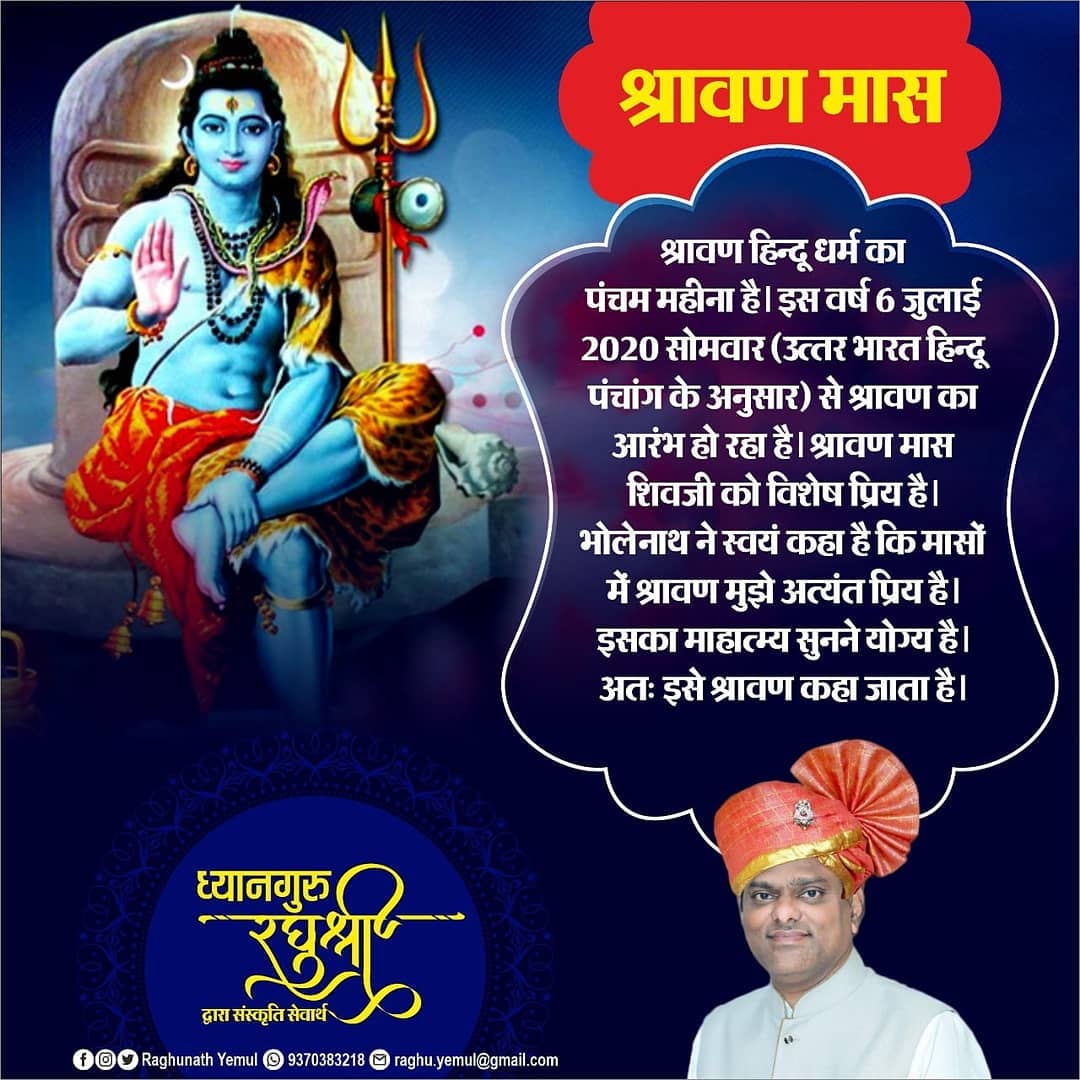 श्रावण मास
श्रावण हिन्दू धर्म का
पंचम महीना है। इस वर्ष 6 जुलाई
2020 सोमवार (उत्तर भारत हिन्दू
पंचांग के अनुसार) से श्रावण का
आरंभ हो रहा है। श्रावण मास
शिवजी को विशेष प्रिय है।
भोलेनाथ ने स्वयं कहा है कि मासों
में श्रावण मुझे अत्यंत प्रिय है।
इसका माहात्म्य सुनने योग्य है।
अतः इसे श्रावण कहा जाता है।
ध्यानगुरु
रघुश्री
द्वारा संस्कृति सेवार्थ
Raghunath Yemul 9370383218 raghu.yemul@gmail.com